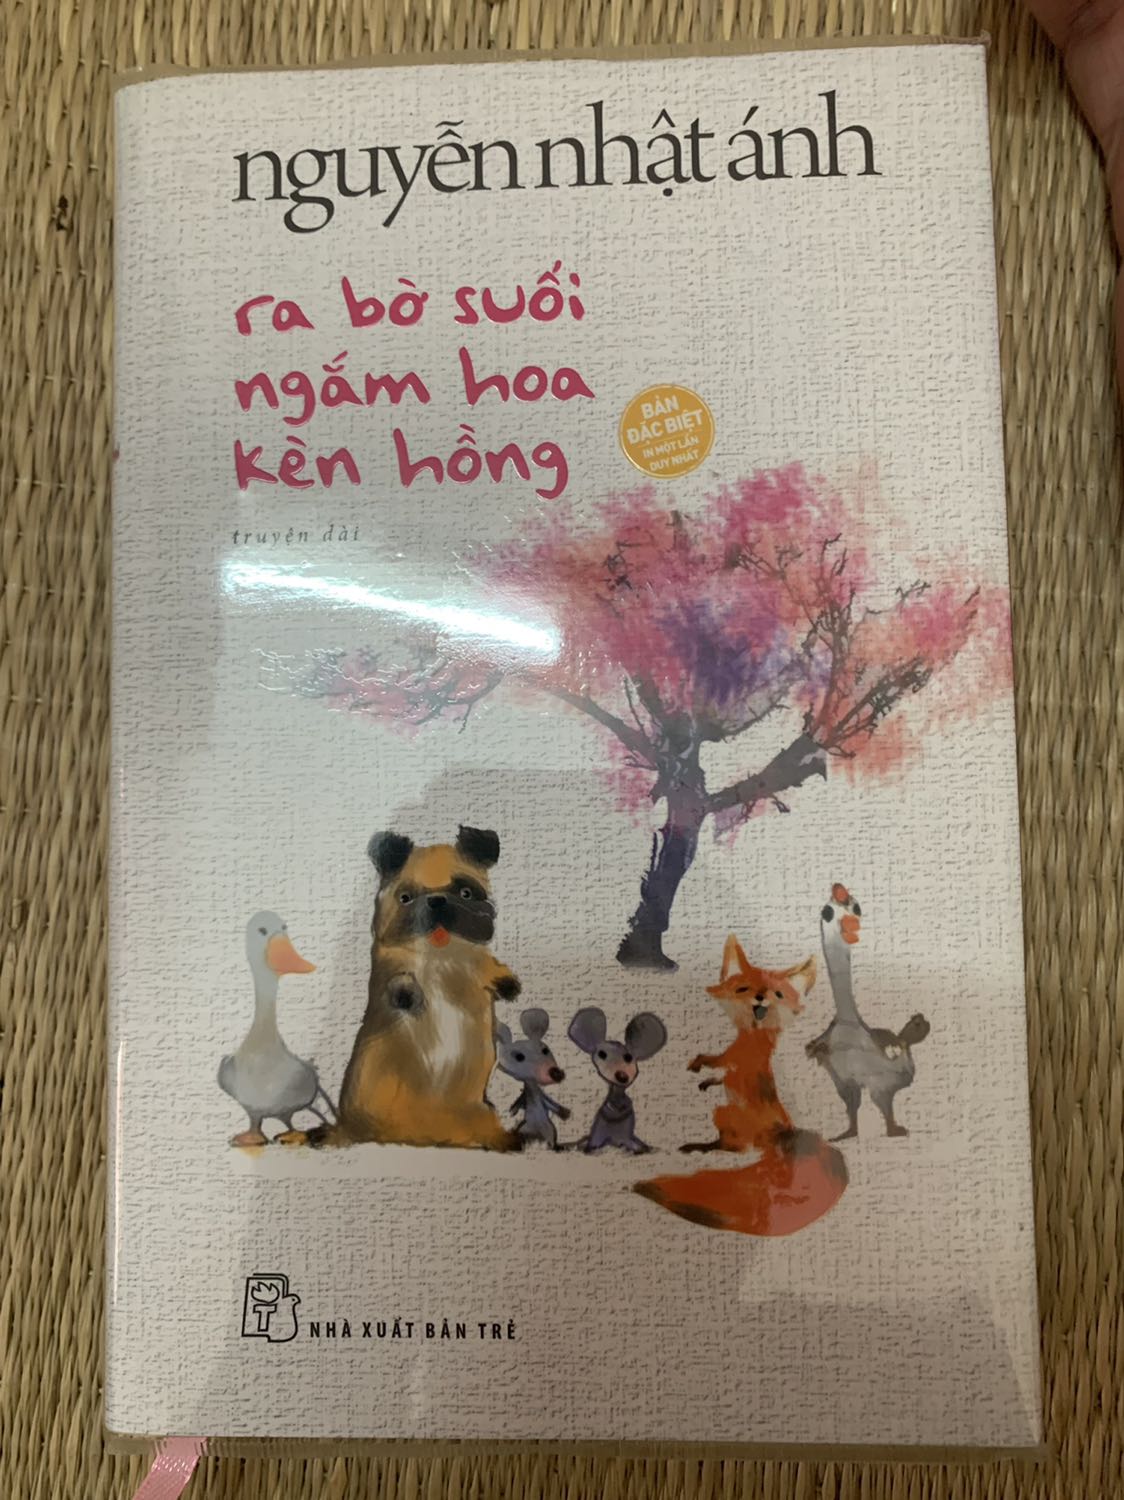 nguyễn nhật ánh
ra bờ suối
ngắm hoa
kèn hồng
BẢN
ĐẶC BIỆT
IN MỘT LẦN
DUY NHẤT
truyện dài
T
NHÀ XUẤT BẢN TRẺ